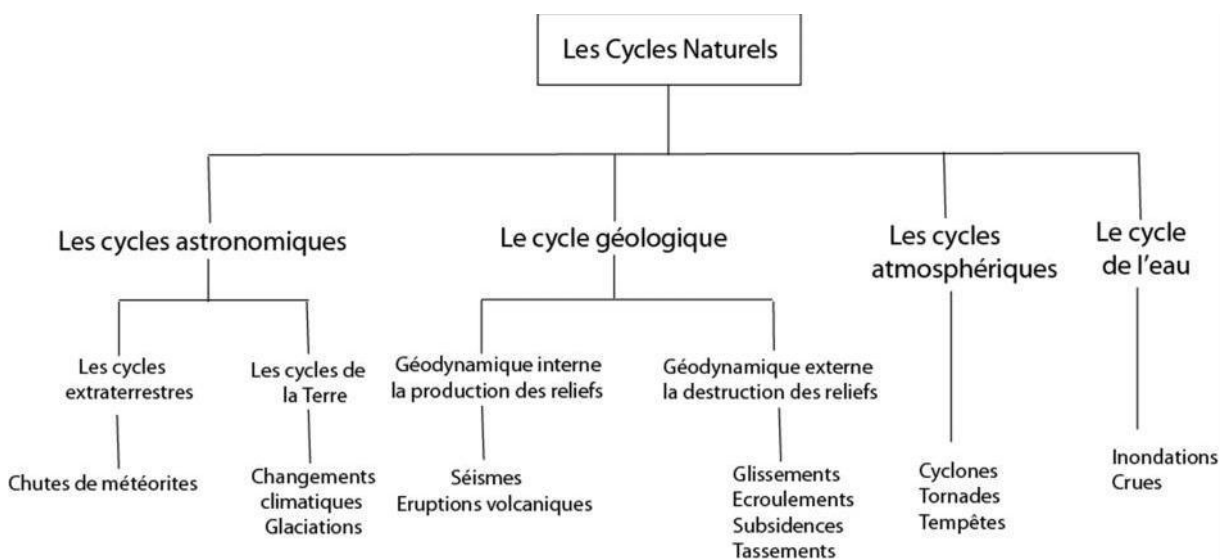 Les Cycles Naturels
Les cycles astronomiques
Le cycle géologique
Les cycles
atmosphériques
Le cycle
de l'eau
Les cycles
extraterrestres
Les cycles de
la Terre
Géodynamique interne
la production des reliefs
Géodynamique externe
la destruction des reliefs
Chutes de météorites
Changements
climatiques
Glaciations
Séismes
Eruptions volcaniques
Glissements
Ecroulements
Subsidences
Tassements
Cyclones
Tornades
Tempêtes
Inondations
Crues